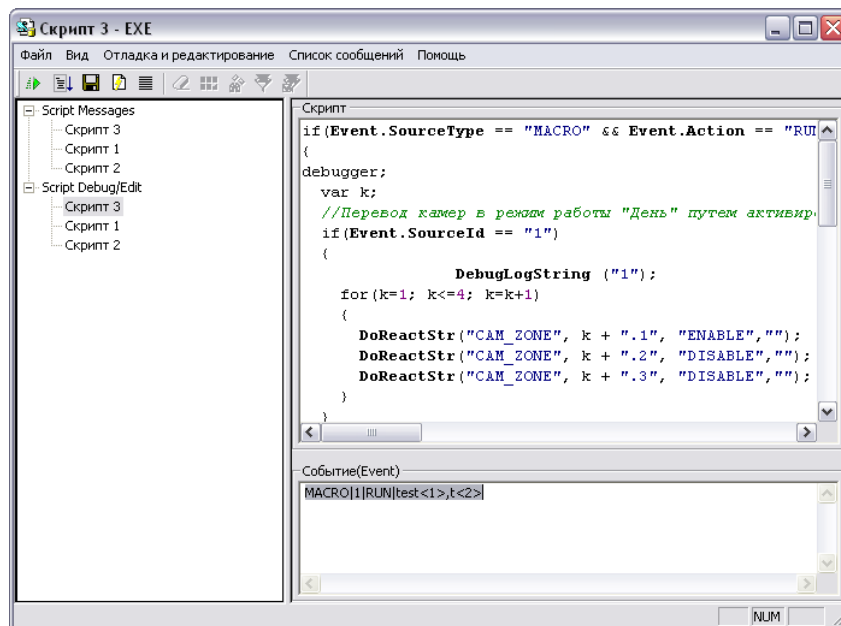 Скрипт 3 - EXE
Файл Вид Отладка и редактирование Список сообщений Помощь
Script Messages
Скрипт 3
Скрипт 1
Скрипт 2
Script Debug/Edit
Скрипт 3
Скрипт 1
Скрипт 2
Скрипт
if(Event.SourceType == "MACRO" && Event.Action == "RU
{
debugger;
var k;
//Перевод камер в режим работы "День" путем активир
if(Event.SourceId == "1")
{
DebugLogString ("1");
for(k=1; k<=4; k=k+1)
{
DoReactStr("CAM_ZONE", k + ".1", "ENABLE","");
DoReactStr("CAM_ZONE", k + ".2", "DISABLE","");
DoReactStr("CAM_ZONE", k + ".3", "DISABLE","");
}
}
Событие(Event)
MACRO|1|RUN|test<1>,t<2>
NUM